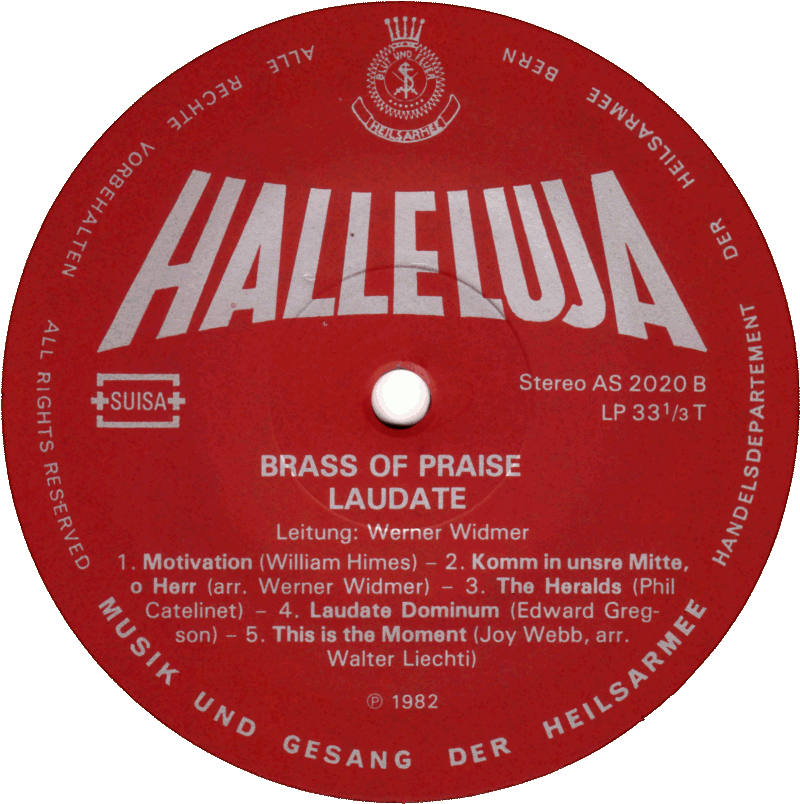 ALLE RECHTE VORBEHALTEN
ALL RIGHTS RESERVED
HANDELSDEPARTEMENT DER HEILSARMEE BERN
BLUT UND FEUER
S
HEILSARMEE
HALLELUJA
SUISA
Stereo AS 2020 B
LP 33 1/3 T
BRASS OF PRAISE
LAUDATE
Leitung: Werner Widmer
1. Motivation (William Himes) – 2. Komm in unsre Mitte,
o Herr (arr. Werner Widmer) – 3. The Heralds (Phil
Catelinet) – 4. Laudate Dominum (Edward Greg-
son) – 5. This is the Moment (Joy Webb, arr.
Walter Liechti)
℗ 1982
MUSIK UND GESANG DER HEILSARMEE